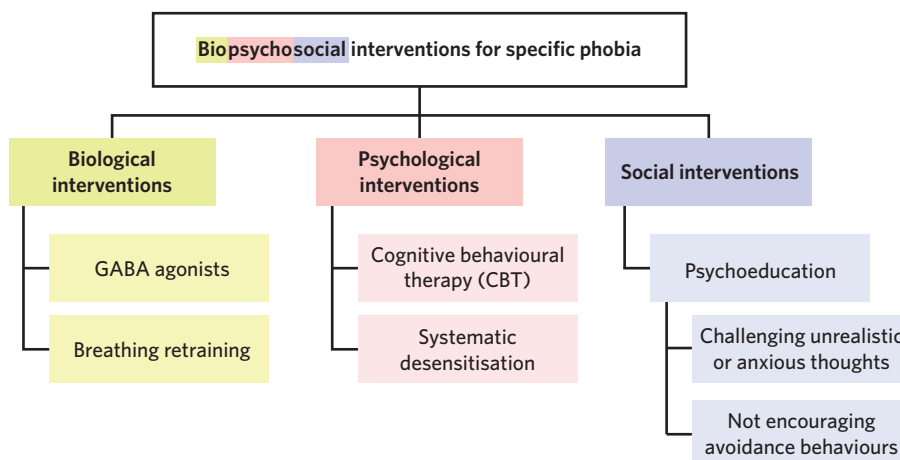 Biopsychosocial interventions for specific phobia
Biological
interventions
GABA agonists
Breathing retraining
Psychological
interventions
Cognitive behavioural
therapy (CBT)
Systematic
desensitisation
Social interventions
Psychoeducation
Challenging unrealistic
or anxious thoughts
Not encouraging
avoidance behaviours